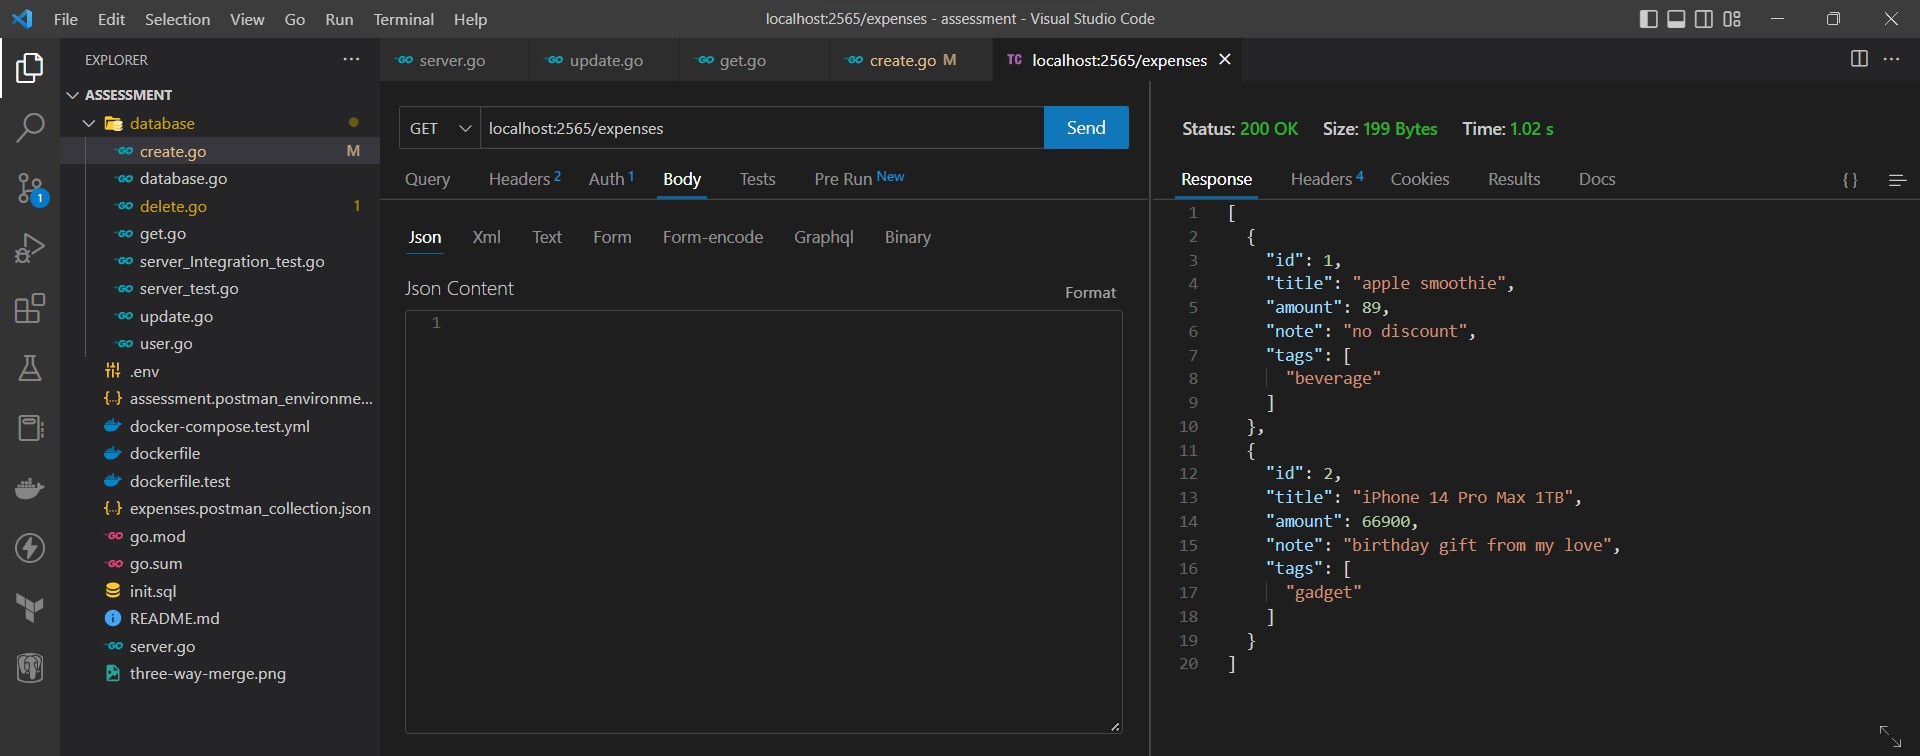 File Edit Selection View Go Run Terminal Help
localhost:2565/expenses - assessment - Visual Studio Code
EXPLORER
ASSESSMENT
database
create.go M
database.go
delete.go 1
get.go
server_Integration_test.go
server_test.go
update.go
user.go
.env
assessment.postman_environme...
docker-compose.test.yml
dockerfile
dockerfile.test
expenses.postman_collection.json
go.mod
go.sum
init.sql
README.md
server.go
three-way-merge.png
1
server.go
update.go
get.go
create.go M
TC localhost:2565/expenses
GET localhost:2565/expenses Send
Query Headers 2 Auth 1 Body Tests Pre Run New
Json Xml Text Form Form-encode Graphql Binary
Json Content
Format
1
Status: 200 OK Size: 199 Bytes Time: 1.02 s
Response Headers 4 Cookies Results Docs {}
1 [
2 {
3 "id": 1,
4 "title": "apple smoothie",
5 "amount": 89,
6 "note": "no discount",
7 "tags": [
8 "beverage"
9 ]
10 },
11 {
12 "id": 2,
13 "title": "iPhone 14 Pro Max 1TB",
14 "amount": 66900,
15 "note": "birthday gift from my love",
16 "tags": [
17 "gadget"
18 ]
19 }
20 ]